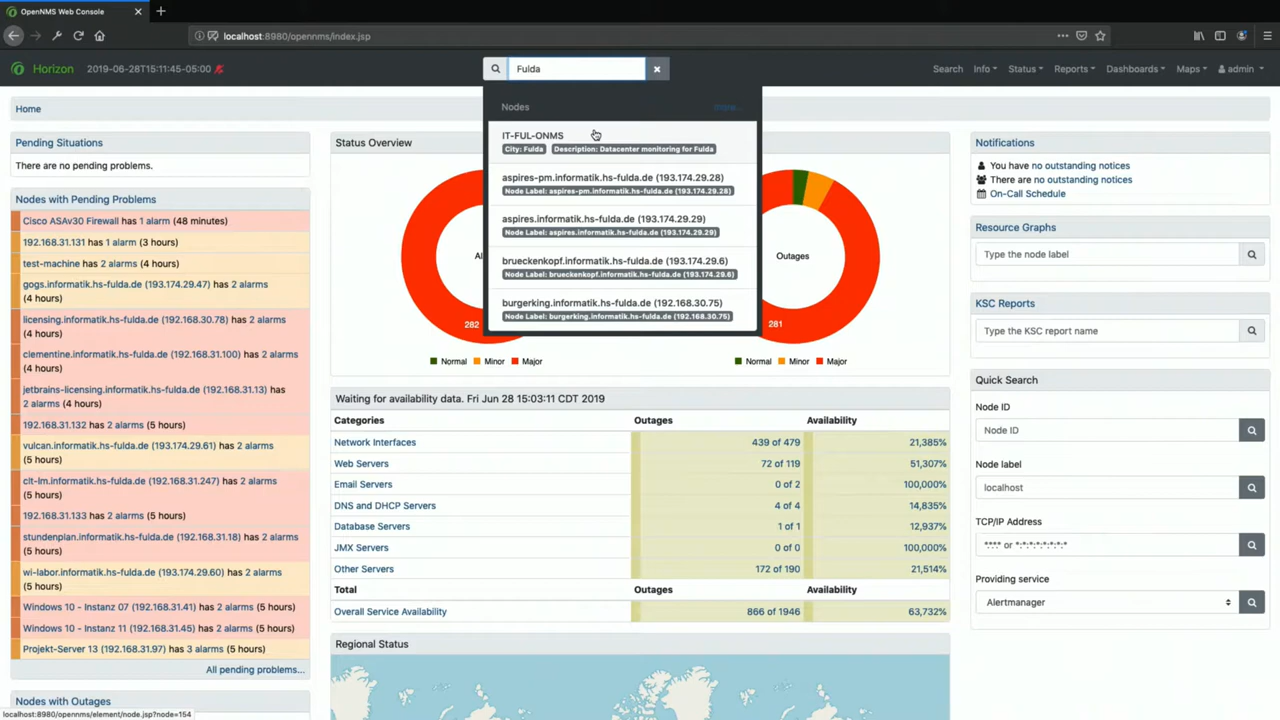 OpenNMS Web Console
localhost:8980/opennms/index.jsp
Horizon 2019-06-28T15:11:45-05:00
Fulda
Search Info Status Reports Dashboards Maps admin
Home
Nodes
IT-FUL-ONMS
City: Fulda Description: Datacenter monitoring for Fulda
aspires-pm.informatik.hs-fulda.de (193.174.29.28)
Node Label: aspires-pm.informatik.hs-fulda.de (193.174.29.28)
aspires.informatik.hs-fulda.de (193.174.29.29)
Node Label: aspires.informatik.hs-fulda.de (193.174.29.29)
brueckenkopf.informatik.hs-fulda.de (193.174.29.6)
Node Label: brueckenkopf.informatik.hs-fulda.de (193.174.29.6)
burgerking.informatik.hs-fulda.de (192.168.30.75)
Node Label: burgerking.informatik.hs-fulda.de (192.168.30.75)
Pending Situations
There are no pending problems.
Nodes with Pending Problems
Cisco ASAv30 Firewall has 1 alarm (48 minutes)
192.168.31.131 has 1 alarm (3 hours)
test-machine has 2 alarms (4 hours)
gogs.informatik.hs-fulda.de (193.174.29.47) has 2 alarms
(4 hours)
licensing.informatik.hs-fulda.de (192.168.30.78) has 2 alarms
(4 hours)
clementine.informatik.hs-fulda.de (192.168.31.100) has 2 alarms
(4 hours)
jetbrains-licensing.informatik.hs-fulda.de (192.168.31.13) has
2 alarms (4 hours)
192.168.31.132 has 2 alarms (5 hours)
vulcan.informatik.hs-fulda.de (193.174.29.61) has 2 alarms
(5 hours)
clt-lm.informatik.hs-fulda.de (192.168.31.247) has 2 alarms
(5 hours)
192.168.31.133 has 2 alarms (5 hours)
stundenplan.informatik.hs-fulda.de (192.168.31.18) has 2 alarms
(5 hours)
wi-labor.informatik.hs-fulda.de (193.174.29.60) has 2 alarms
(5 hours)
Windows 10 - Instanz 07 (192.168.31.41) has 2 alarms (5 hours)
Windows 10 - Instanz 11 (192.168.31.45) has 2 alarms (5 hours)
Projekt-Server 13 (192.168.31.97) has 3 alarms (5 hours)
All pending problems...
Nodes with Outages
Status Overview
Outages
282
281
Normal Minor Major
Normal Minor Major
Waiting for availability data. Fri Jun 28 15:03:11 CDT 2019
Categories Outages Availability
Network Interfaces 439 of 479 21,385%
Web Servers 72 of 119 51,307%
Email Servers 0 of 2 100,000%
DNS and DHCP Servers 4 of 4 14,835%
Database Servers 1 of 1 12,937%
JMX Servers 0 of 0 100,000%
Other Servers 172 of 190 21,514%
Total Outages Availability
Overall Service Availability 866 of 1946 63,732%
Regional Status
Notifications
You have no outstanding notices
There are no outstanding notices
On-Call Schedule
Resource Graphs
Type the node label
KSC Reports
Type the KSC report name
Quick Search
Node ID
Node ID
Node label
localhost
TCP/IP Address
*.*.*.* or *:*:*:*:*:*:*:*
Providing service
Alertmanager
localhost:8980/opennms/element/node.jsp?node=154